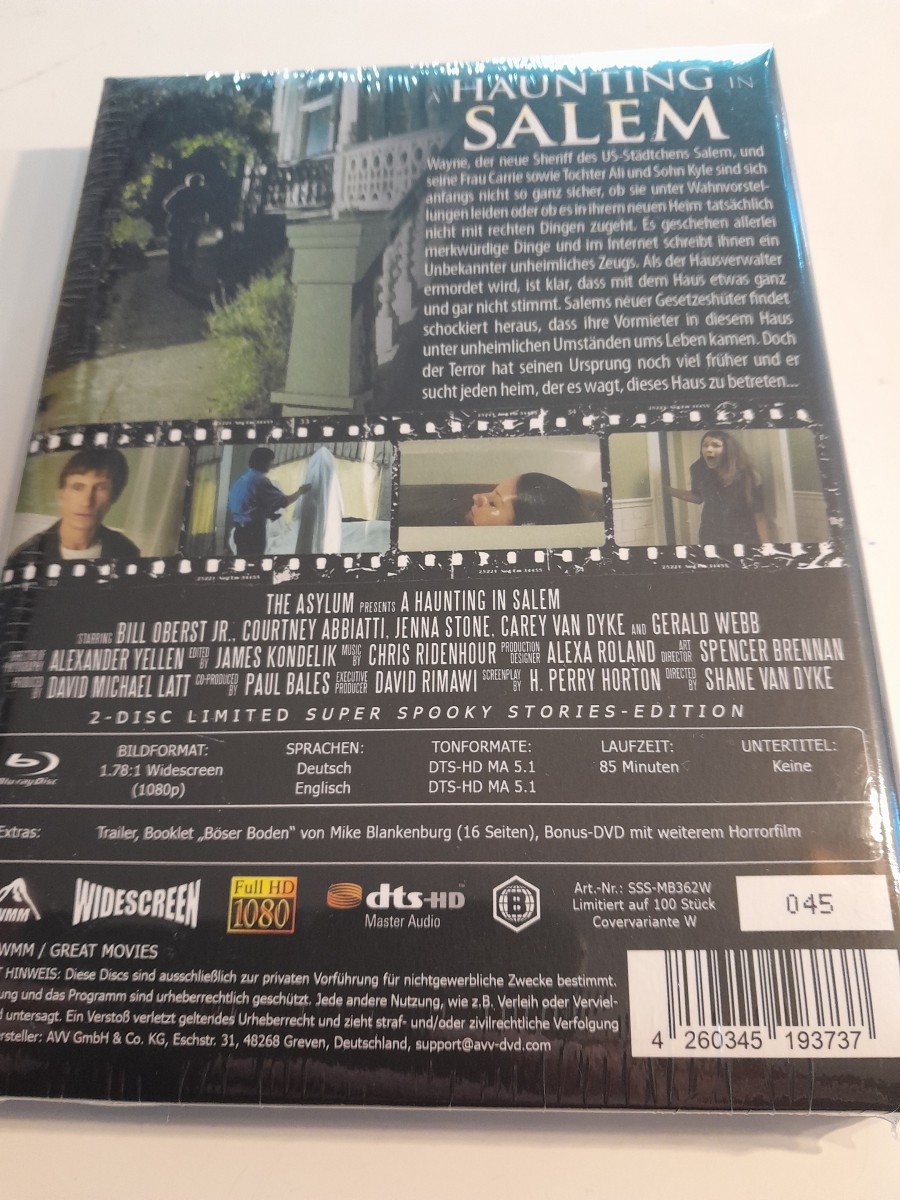 A HAUNTING IN
SALEM
Wayne, der neue Sheriff des US-Städtchens Salem, und
seine Frau Carrie sowie Tochter Ali und Sohn Kyle sind sich
anfangs nicht so ganz sicher, ob sie unter Wahnvorstel-
lungen leiden oder ob es in ihrem neuen Heim tatsächlich
nicht mit rechten Dingen zugeht. Es geschehen allerlei
merkwürdige Dinge und im Internet schreibt ihnen ein
Unbekannter unheimliches Zeugs. Als der Hausverwalter
ermordet wird, ist klar, dass mit dem Haus etwas ganz
und gar nicht stimmt. Salems neuer Gesetzeshüter findet
schockiert heraus, dass ihre Vormieter in diesem Haus
unter unheimlichen Umständen ums Leben kamen. Doch
der Terror hat seinen Ursprung noch viel früher und er
sucht jeden heim, der es wagt, dieses Haus zu betreten...
THE ASYLUM PRESENTS A HAUNTING IN SALEM
STARRING BILL OBERST JR., COURTNEY ABBIATTI, JENNA STONE, CAREY VAN DYKE AND GERALD WEBB
ALEXANDER YELLEN EDITED BY JAMES KONDELIK MUSIC BY CHRIS RIDENHOUR PRODUCTION DESIGNER ALEXA ROLAND ART DIRECTOR SPENCER BRENNAN
DAVID MICHAEL LATT CO-PRODUCED BY PAUL BALES EXECUTIVE PRODUCER DAVID RIMAWI SCREENPLAY BY H. PERRY HORTON DIRECTED BY SHANE VAN DYKE
2-DISC LIMITED SUPER SPOOKY STORIES-EDITION
Blu-ray Disc
BILDFORMAT: SPRACHEN: TONFORMATE: LAUFZEIT: UNTERTITEL:
1.78:1 Widescreen Deutsch DTS-HD MA 5.1 85 Minuten Keine
(1080p) Englisch DTS-HD MA 5.1
Extras: Trailer, Booklet „Böser Boden" von Mike Blankenburg (16 Seiten), Bonus-DVD mit weiterem Horrorfilm
WMM WIDESCREEN Full HD 1080 dts-HD Master Audio B
Art.-Nr.: SSS-MB362W
Limitiert auf 100 Stück
Covervariante W
045
WMM / GREAT MOVIES
HINWEIS: Diese Discs sind ausschließlich zur privaten Vorführung für nichtgewerbliche Zwecke bestimmt.
und das Programm sind urheberrechtlich geschützt. Jede andere Nutzung, wie z.B. Verleih oder Verviel-
untersagt. Ein Verstoß verletzt geltendes Urheberrecht und zieht straf- und/oder zivilrechtliche Verfolgung
AVV GmbH & Co. KG, Eschstr. 31, 48268 Greven, Deutschland, support@avv-dvd.com
4 260345 193737